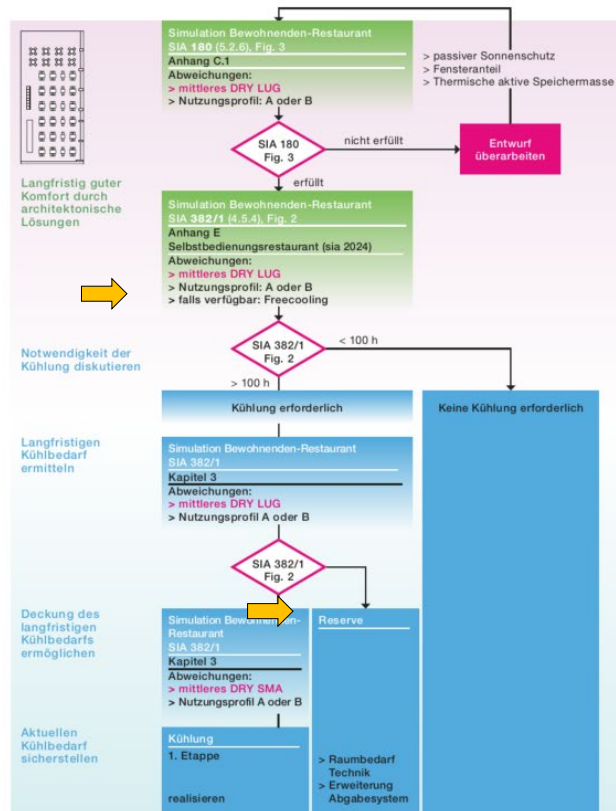 Simulation Bewohnenden-Restaurant
SIA 180 (5.2.6), Fig. 3
Anhang C.1
Abweichungen:
> mittleres DRY LUG
> Nutzungsprofil: A oder B
> passiver Sonnenschutz
> Fensteranteil
> Thermische aktive Speichermasse
SIA 180
Fig. 3
nicht erfüllt
Entwurf
überarbeiten
erfüllt
Langfristig guter
Komfort durch
architektonische
Lösungen
Simulation Bewohnenden-Restaurant
SIA 382/1 (4.5.4), Fig. 2
Anhang E
Selbstbedienungsrestaurant (sia 2024)
Abweichungen:
> mittleres DRY LUG
> Nutzungsprofil: A oder B
> falls verfügbar: Freecooling
Notwendigkeit der
Kühlung diskutieren
SIA 382/1
Fig. 2
< 100 h
> 100 h
Kühlung erforderlich
Keine Kühlung erforderlich
Langfristigen
Kühlbedarf
ermitteln
Simulation Bewohnenden-Restaurant
SIA 382/1
Kapitel 3
Abweichungen:
> mittleres DRY LUG
> Nutzungsprofil A oder B
SIA 382/1
Fig. 2
Deckung des
langfristigen
Kühlbedarfs
ermöglichen
Simulation Bewohnenden-
Restaurant
SIA 382/1
Kapitel 3
Abweichungen:
> mittleres DRY SMA
> Nutzungsprofil A oder B
Reserve
Aktuellen
Kühlbedarf
sicherstellen
Kühlung
1. Etappe
realisieren
> Raumbedarf
Technik
> Erweiterung
Abgabesystem